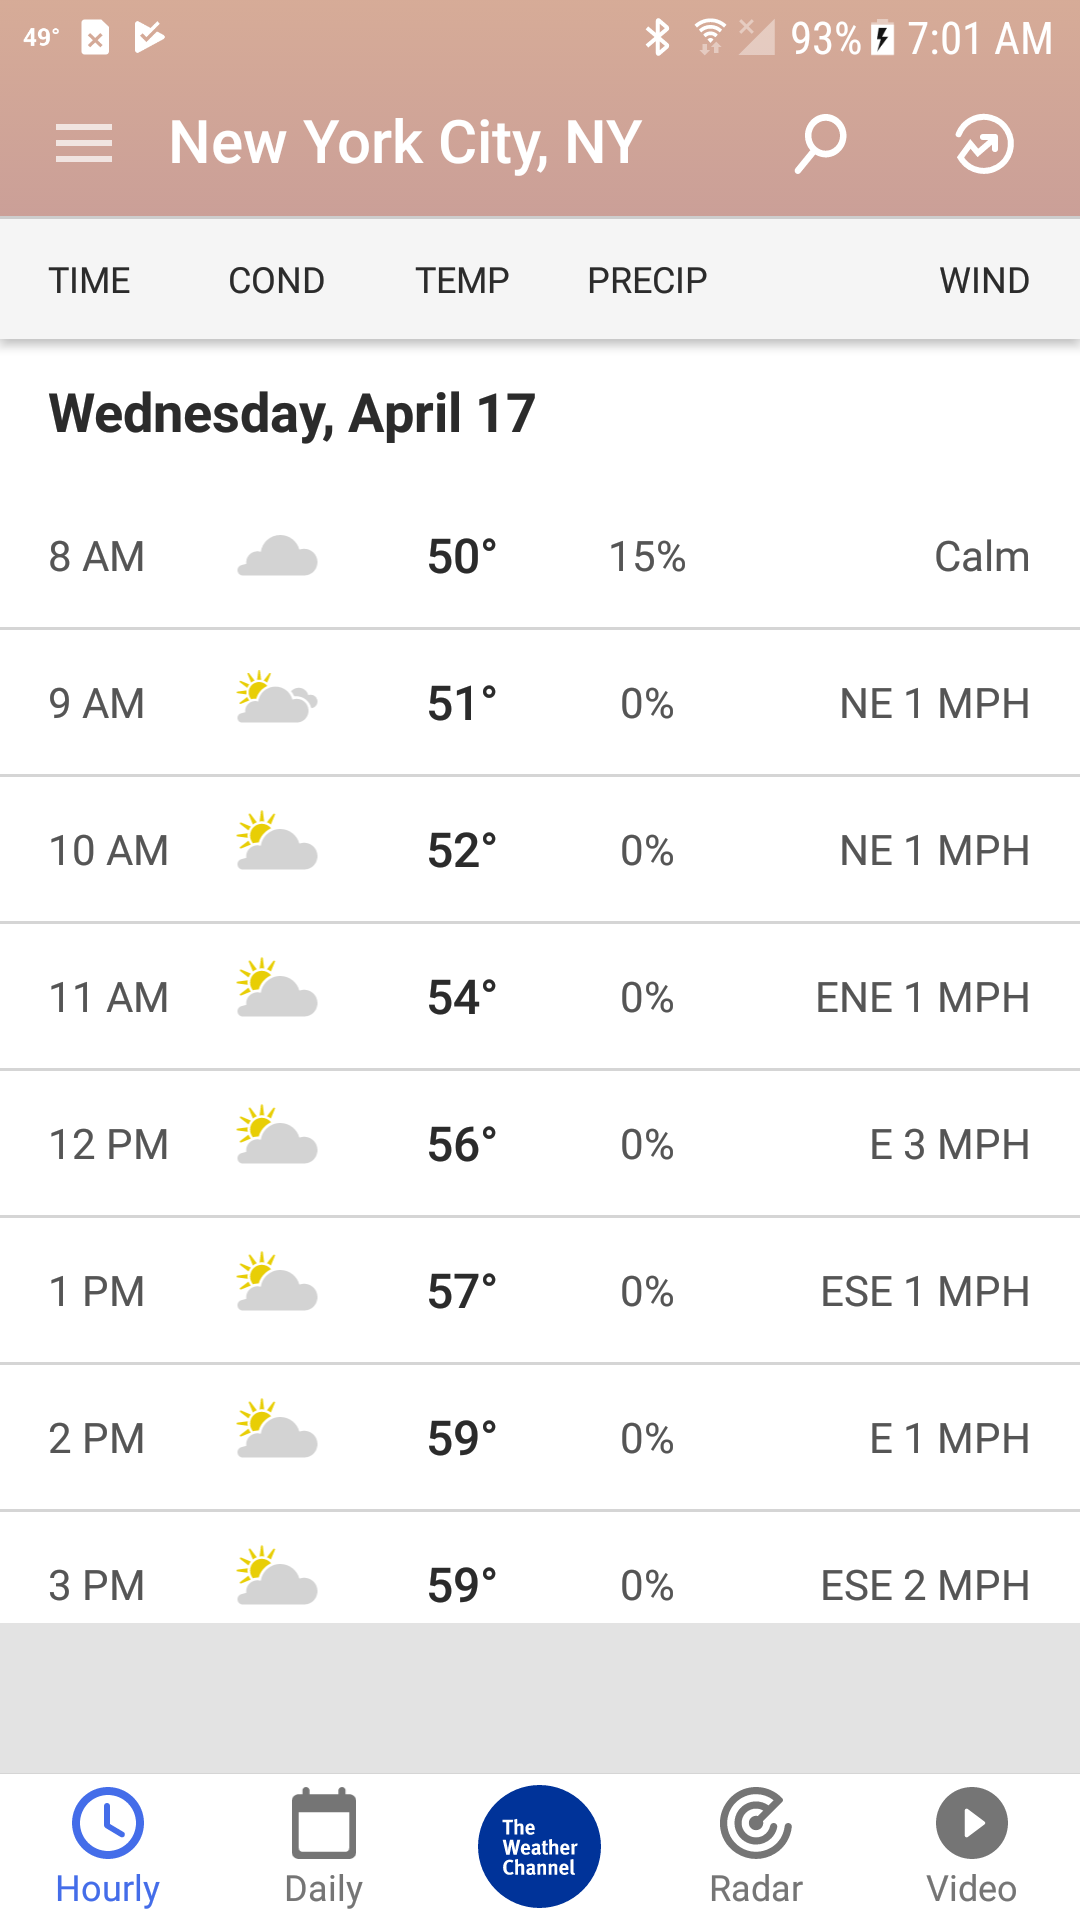 49° 93% 7:01 AM
New York City, NY
TIME COND TEMP PRECIP WIND
Wednesday, April 17
8 AM 50° 15% Calm
9 AM 51° 0% NE 1 MPH
10 AM 52° 0% NE 1 MPH
11 AM 54° 0% ENE 1 MPH
12 PM 56° 0% E 3 MPH
1 PM 57° 0% ESE 1 MPH
2 PM 59° 0% E 1 MPH
3 PM 59° 0% ESE 2 MPH
The
Weather
Channel
Hourly Daily Radar Video